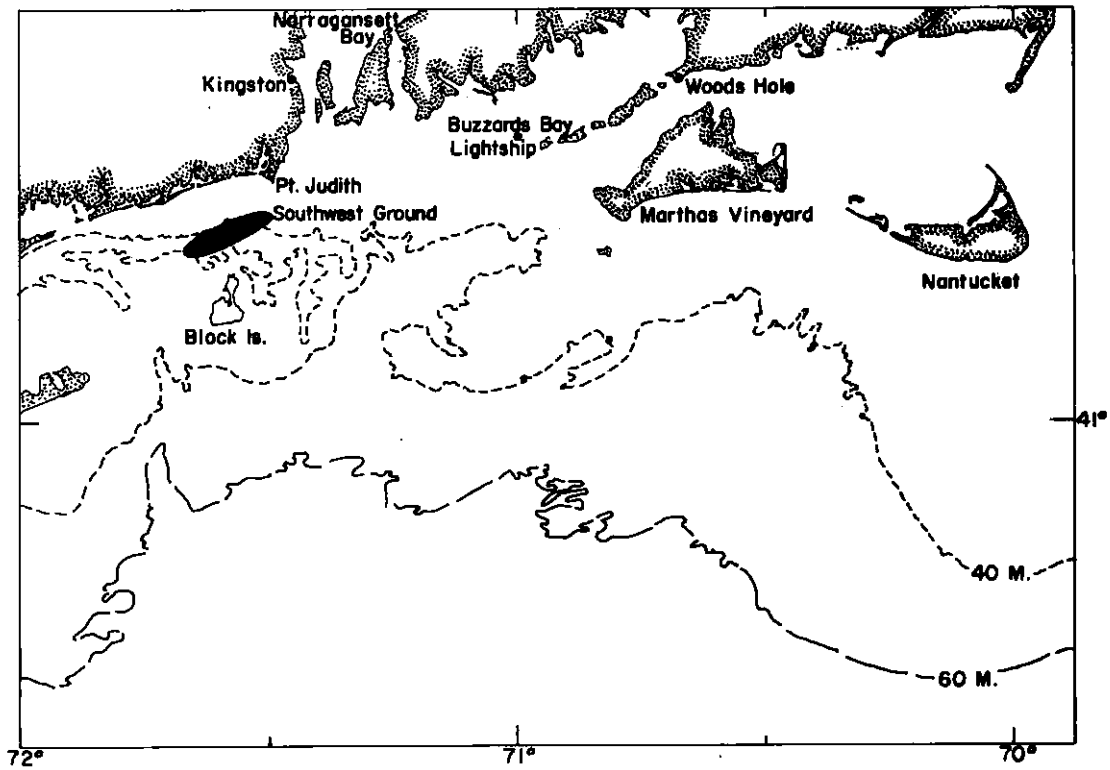 Narragansett
Bay
Kingston
Woods Hole
Buzzards Bay
Lightship
Pt. Judith
Southwest Ground
Marthas Vineyard
Nantucket
Block Is.
41°
40 M.
60 M.
72°
71°
70°